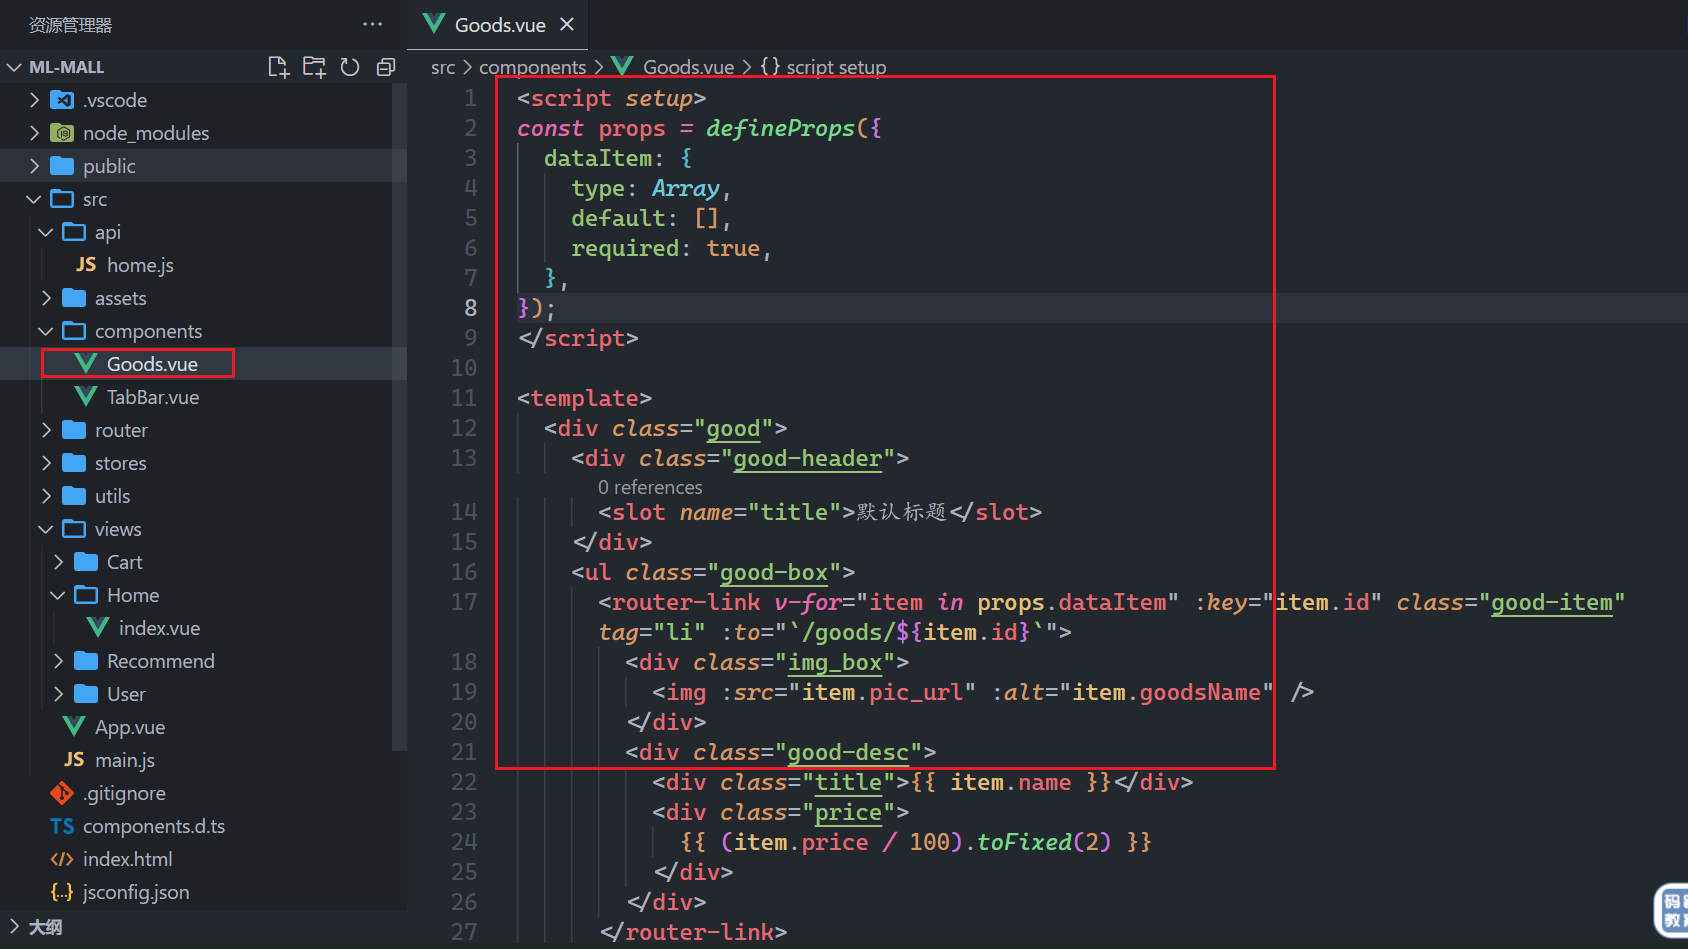 资源管理器
Goods.vue
ML-MALL
src > components > Goods.vue > {} script setup
.vscode
node_modules
public
src
api
JS home.js
assets
components
Goods.vue
TabBar.vue
router
stores
utils
views
Cart
Home
index.vue
Recommend
User
App.vue
JS main.js
.gitignore
TS components.d.ts
index.html
{..} jsconfig.json
大纲
1 <script setup>
2 const props = defineProps({
3 dataItem: {
4 type: Array,
5 default: [],
6 required: true,
7 },
8 });
9 </script>
10
11 <template>
12 <div class="good">
13 <div class="good-header">
0 references
14 <slot name="title">默认标题</slot>
15 </div>
16 <ul class="good-box">
17 <router-link v-for="item in props.dataItem" :key="item.id" class="good-item"
tag="li" :to="`/goods/${item.id}`">
18 <div class="img_box">
19 <img :src="item.pic_url" :alt="item.goodsName" />
20 </div>
21 <div class="good-desc">
22 <div class="title">{{ item.name }}</div>
23 <div class="price">
24 {{ (item.price / 100).toFixed(2) }}
25 </div>
26 </div>
27 </router-link>